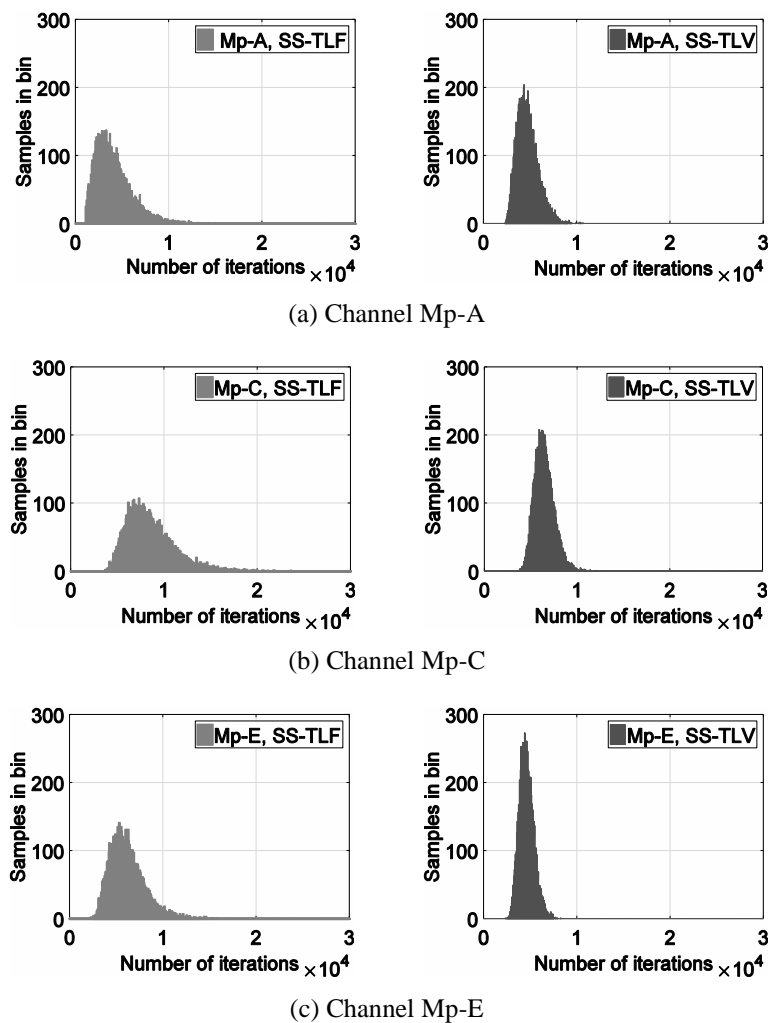 300
200
100
0
Samples in bin
Mp-A, SS-TLF
0 1 2 3
Number of iterations ×10^4
300
200
100
0
Samples in bin
Mp-A, SS-TLV
0 1 2 3
Number of iterations ×10^4
(a) Channel Mp-A
300
200
100
0
Samples in bin
Mp-C, SS-TLF
0 1 2 3
Number of iterations ×10^4
300
200
100
0
Samples in bin
Mp-C, SS-TLV
0 1 2 3
Number of iterations ×10^4
(b) Channel Mp-C
300
200
100
0
Samples in bin
Mp-E, SS-TLF
0 1 2 3
Number of iterations ×10^4
300
200
100
0
Samples in bin
Mp-E, SS-TLV
0 1 2 3
Number of iterations ×10^4
(c) Channel Mp-E